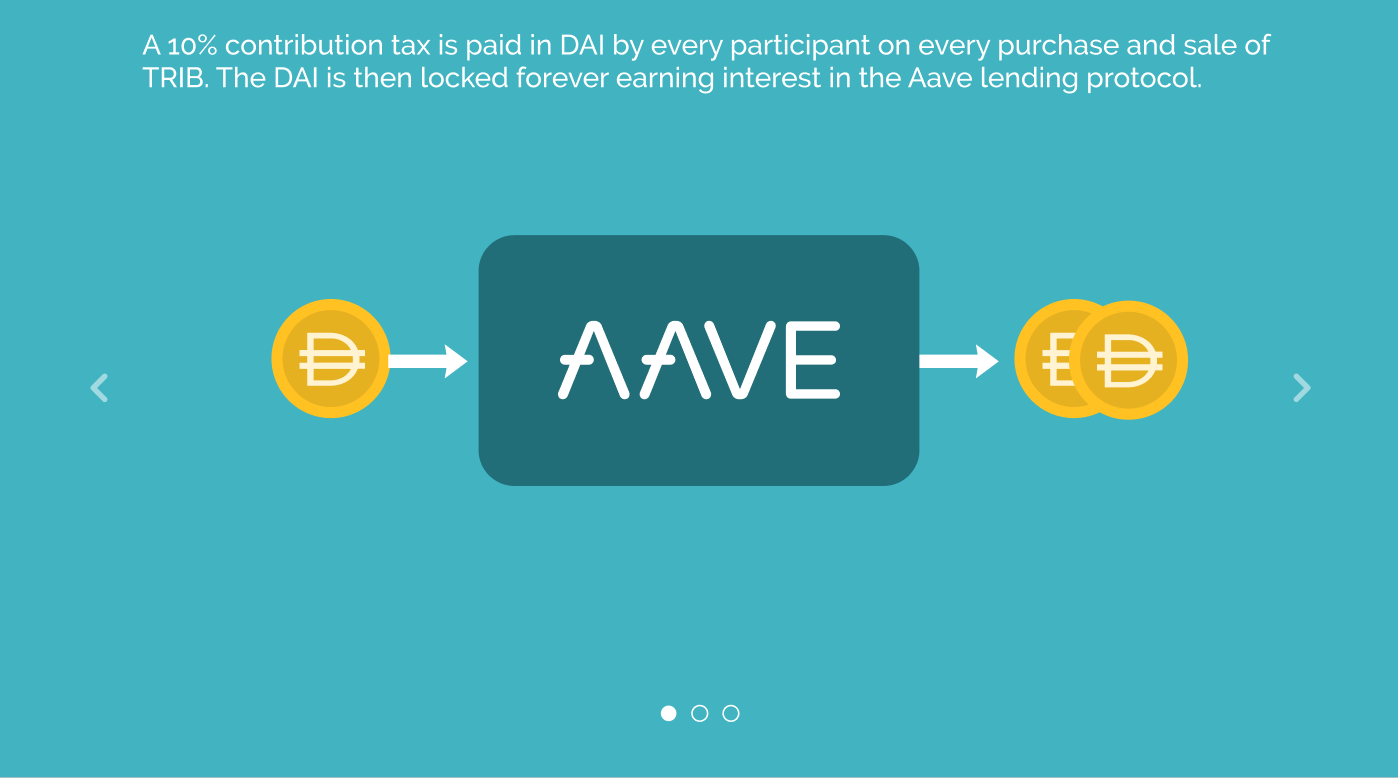 A 10% contribution tax is paid in DAI by every participant on every purchase and sale of
TRIB. The DAI is then locked forever earning interest in the Aave lending protocol.
AAVE